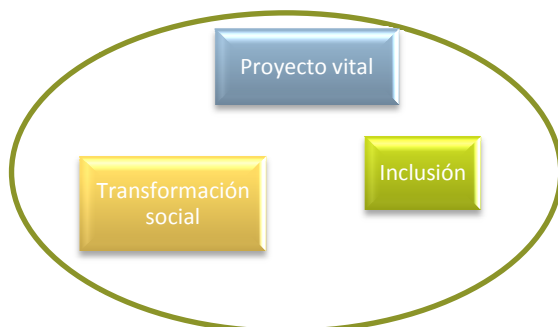 Proyecto vital
Inclusión
Transformación
social